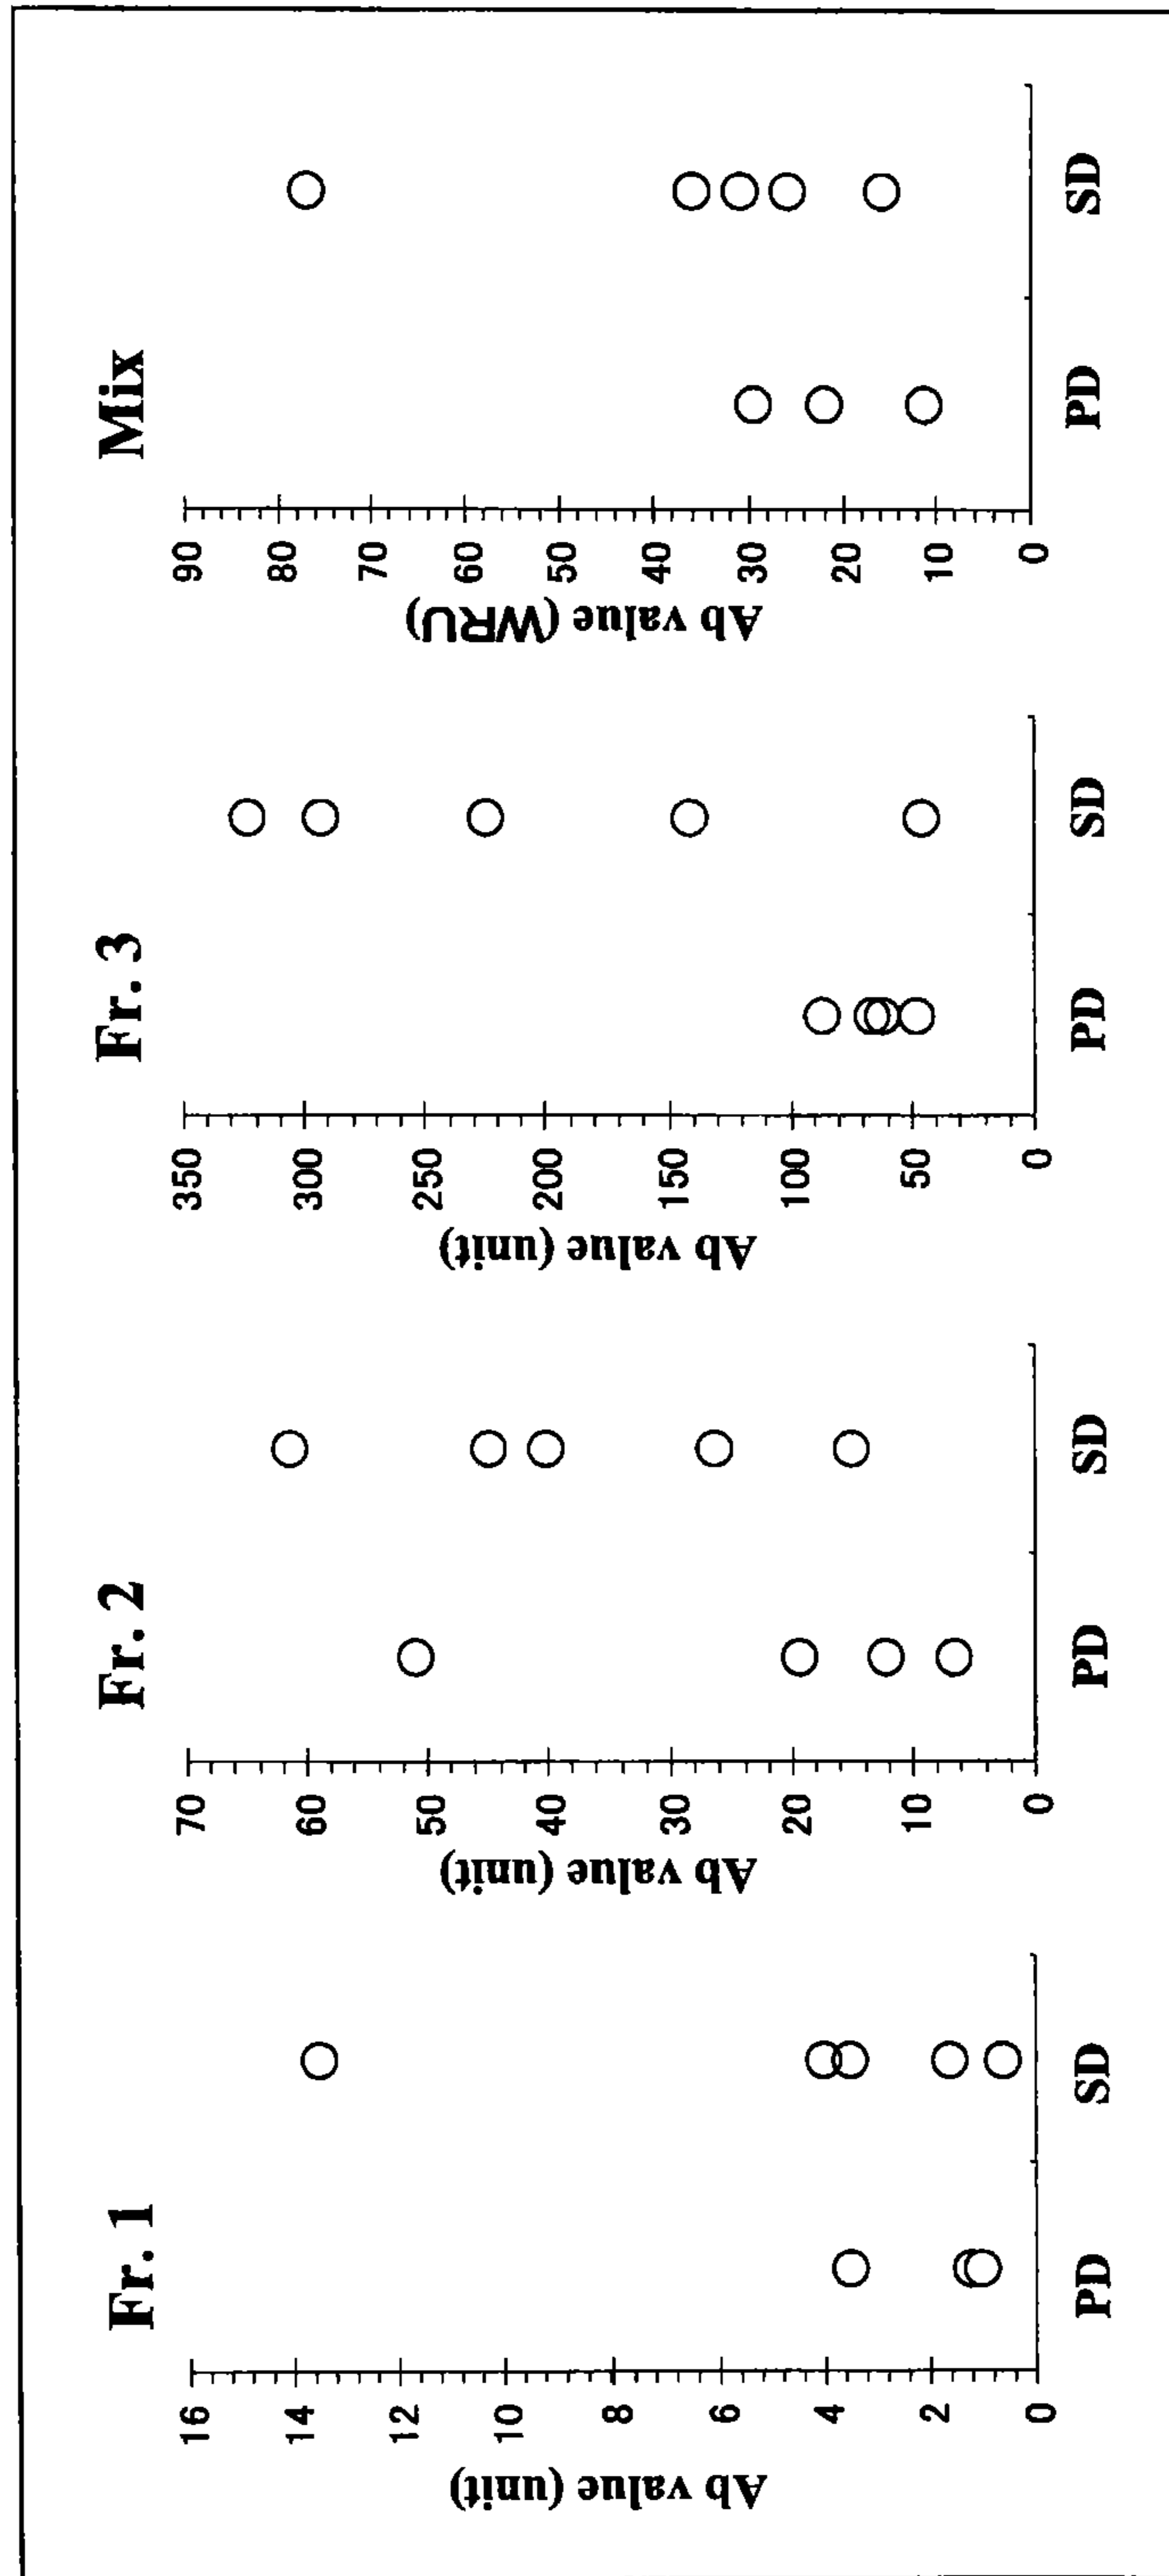 Fr. 1
Ab value (unit)
16
14
12
10
8
6
4
2
0
PD
SD
Fr. 2
Ab value (unit)
70
60
50
40
30
20
10
0
PD
SD
Fr. 3
Ab value (unit)
350
300
250
200
150
100
50
0
PD
SD
Mix
Ab value (WRU)
90
80
70
60
50
40
30
20
10
0
PD
SD